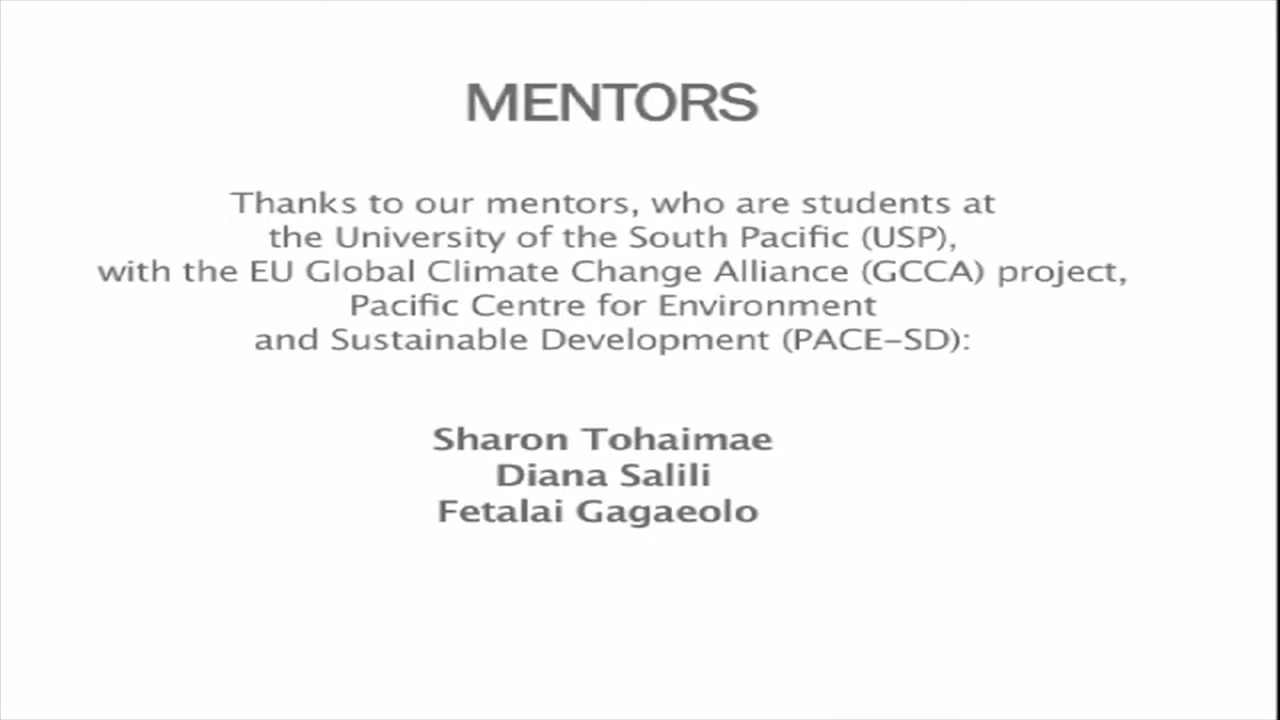 MENTORS
Thanks to our mentors, who are students at
the University of the South Pacific (USP),
with the EU Global Climate Change Alliance (GCCA) project,
Pacific Centre for Environment
and Sustainable Development (PACE-SD):
Sharon Tohaimae
Diana Salili
Fetalai Gagaeolo